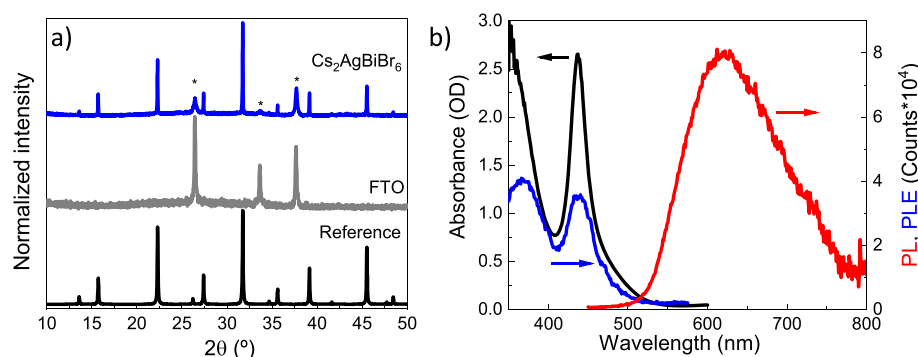 a)
Cs₂AgBiBr₆
* * *
FTO
Reference
Normalized intensity
10 15 20 25 30 35 40 45 50
2θ (º)
b)
3.0
2.5
2.0
1.5
1.0
0.5
0.0
Absorbance (OD)
8
6
4
2
0
PL, PLE (Counts*10⁴)
400 500 600 700 800
Wavelength (nm)